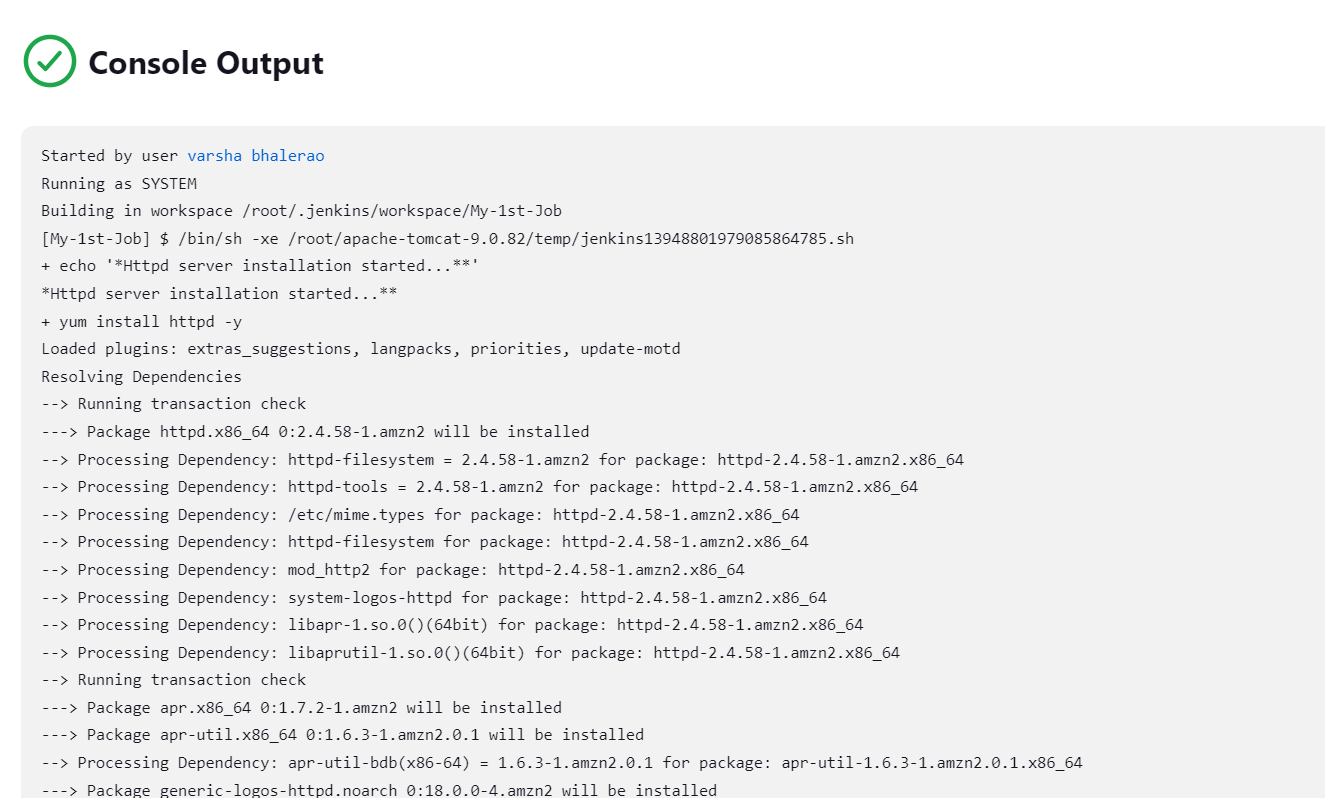 Console Output
Started by user varsha bhalerao
Running as SYSTEM
Building in workspace /root/.jenkins/workspace/My-1st-Job
[My-1st-Job] $ /bin/sh -xe /root/apache-tomcat-9.0.82/temp/jenkins13948801979085864785.sh
+ echo '*Httpd server installation started...**'
*Httpd server installation started...**
+ yum install httpd -y
Loaded plugins: extras_suggestions, langpacks, priorities, update-motd
Resolving Dependencies
--> Running transaction check
---> Package httpd.x86_64 0:2.4.58-1.amzn2 will be installed
--> Processing Dependency: httpd-filesystem = 2.4.58-1.amzn2 for package: httpd-2.4.58-1.amzn2.x86_64
--> Processing Dependency: httpd-tools = 2.4.58-1.amzn2 for package: httpd-2.4.58-1.amzn2.x86_64
--> Processing Dependency: /etc/mime.types for package: httpd-2.4.58-1.amzn2.x86_64
--> Processing Dependency: httpd-filesystem for package: httpd-2.4.58-1.amzn2.x86_64
--> Processing Dependency: mod_http2 for package: httpd-2.4.58-1.amzn2.x86_64
--> Processing Dependency: system-logos-httpd for package: httpd-2.4.58-1.amzn2.x86_64
--> Processing Dependency: libapr-1.so.0()(64bit) for package: httpd-2.4.58-1.amzn2.x86_64
--> Processing Dependency: libaprutil-1.so.0()(64bit) for package: httpd-2.4.58-1.amzn2.x86_64
--> Running transaction check
---> Package apr.x86_64 0:1.7.2-1.amzn2 will be installed
---> Package apr-util.x86_64 0:1.6.3-1.amzn2.0.1 will be installed
--> Processing Dependency: apr-util-bdb(x86-64) = 1.6.3-1.amzn2.0.1 for package: apr-util-1.6.3-1.amzn2.0.1.x86_64
---> Package generic-logos-httpd.noarch 0:18.0.0-4.amzn2 will be installed